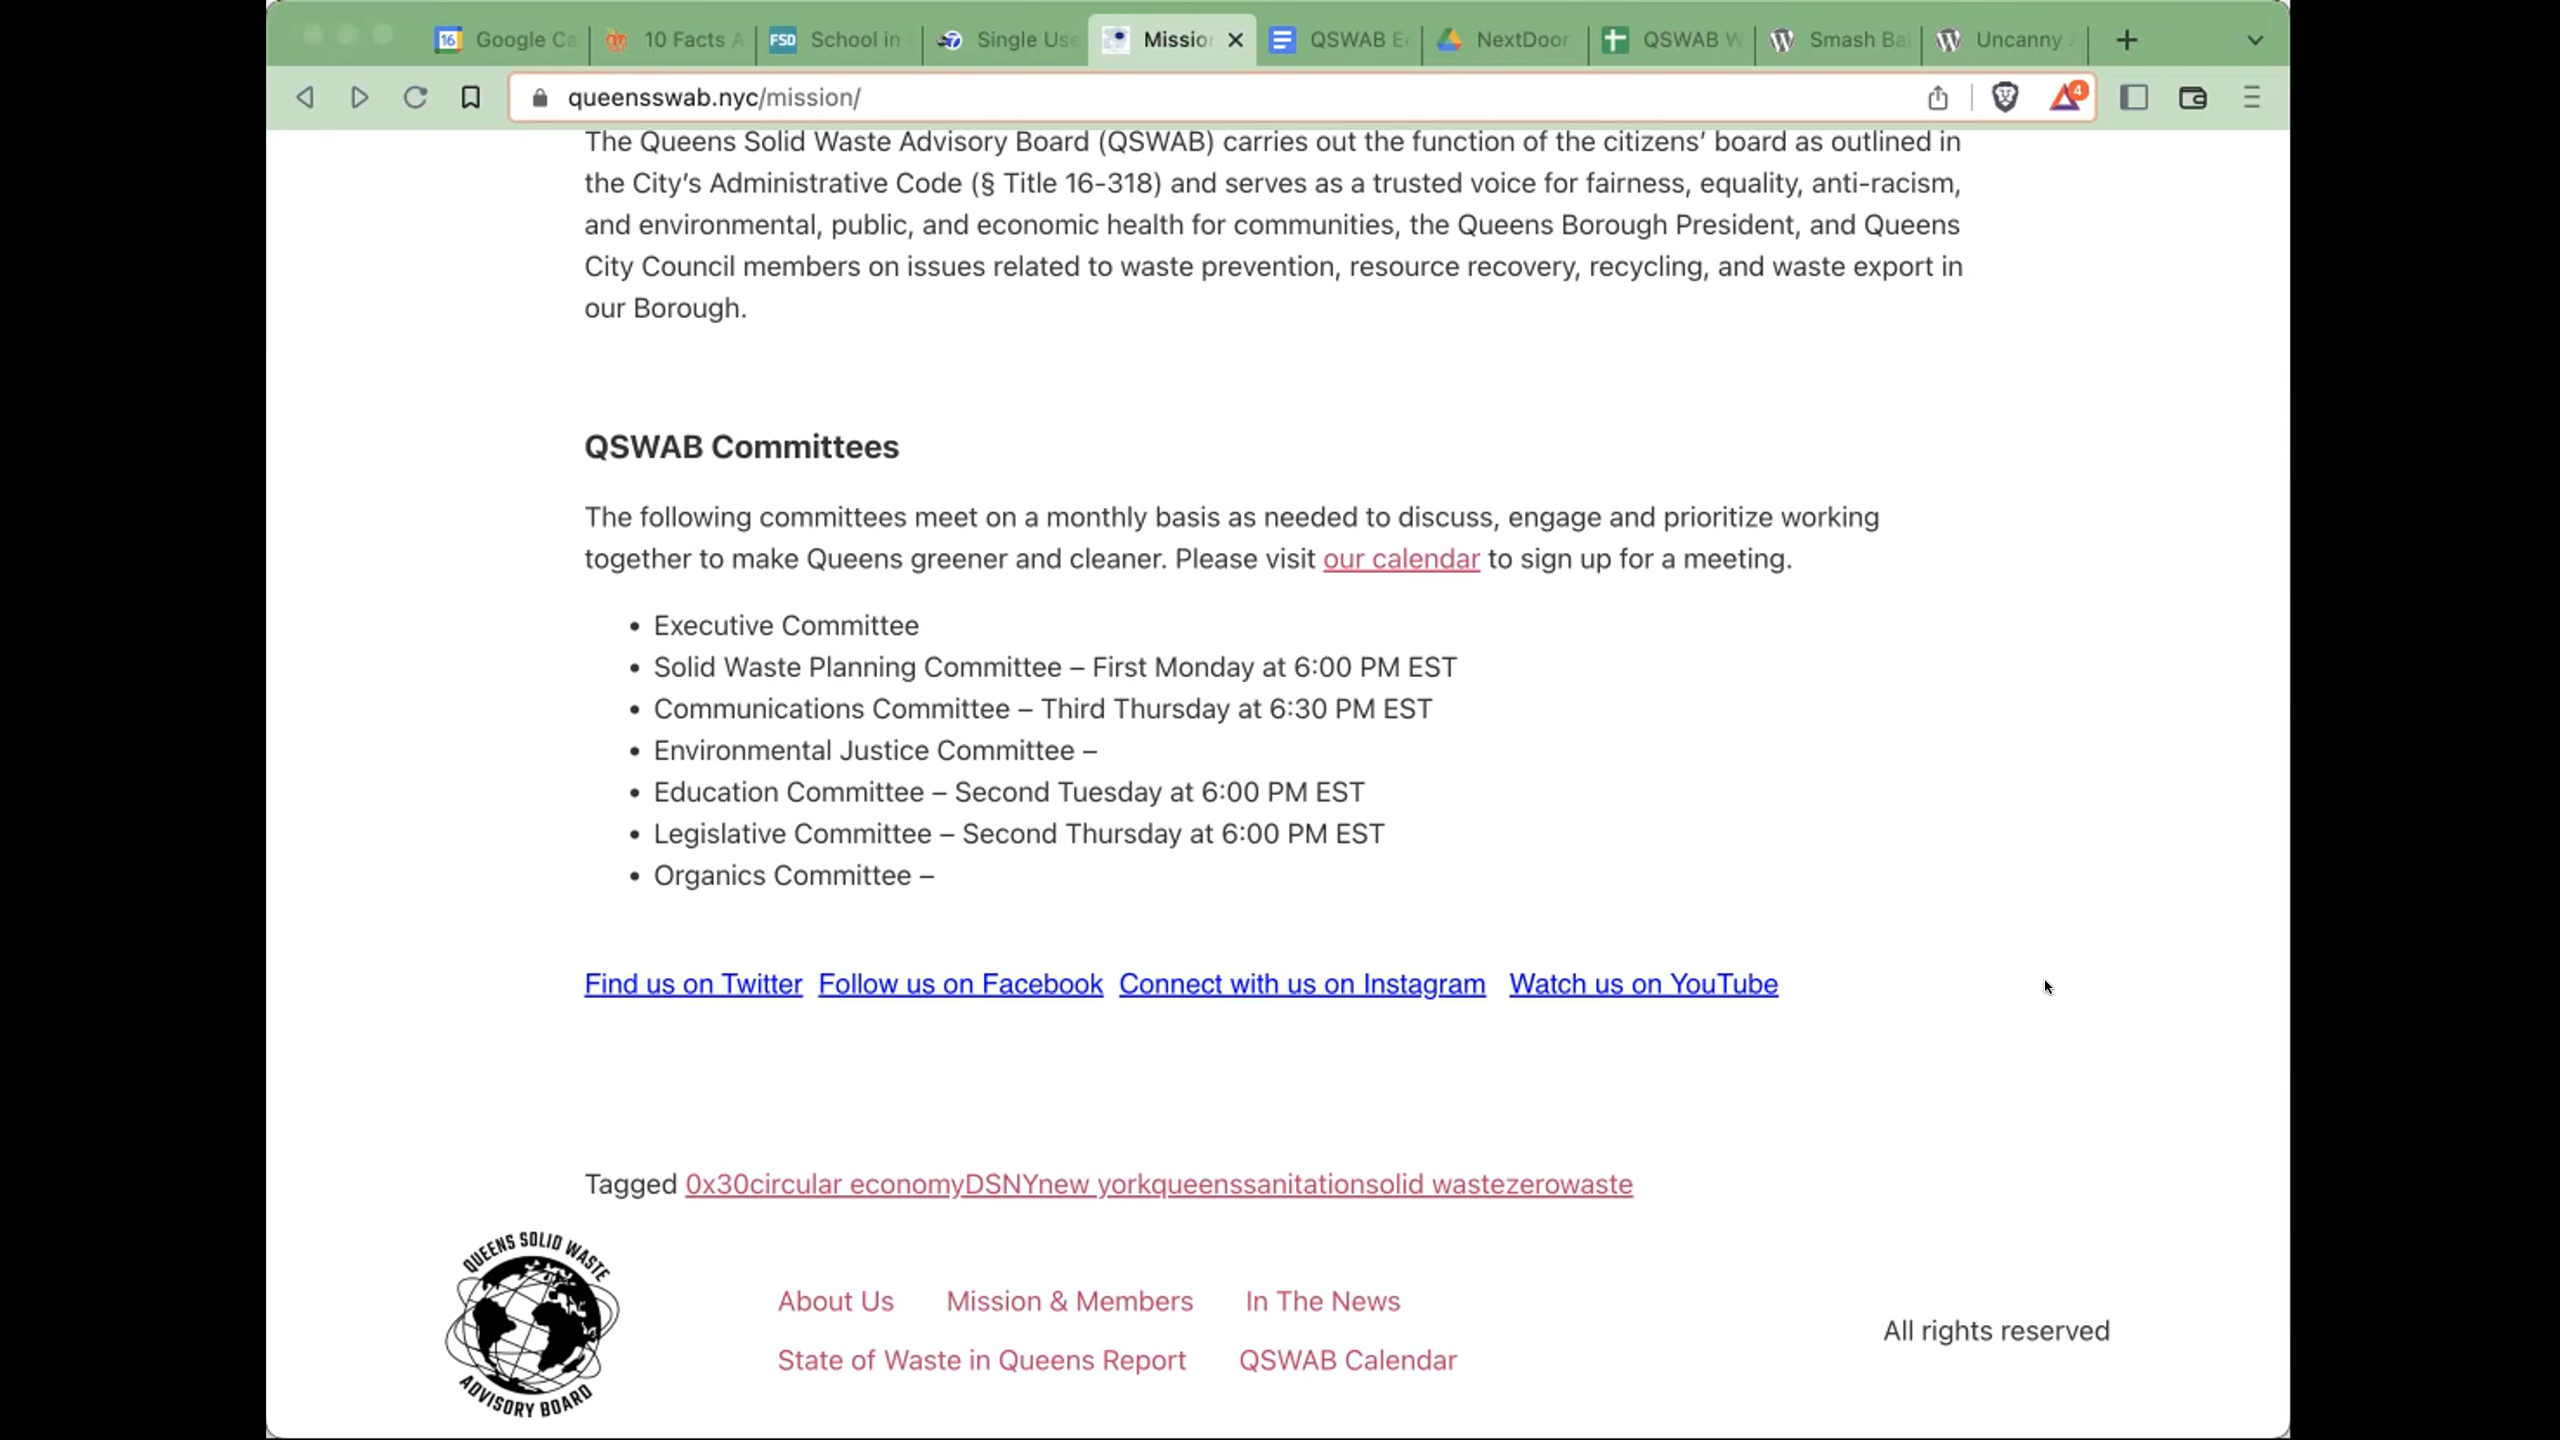 16 Google Ca
10 Facts A
FSD School in
Single Use
Mission
QSWAB Ec
NextDoor
QSWAB W
Smash Bal
Uncanny A
queensswab.nyc/mission/
4
The Queens Solid Waste Advisory Board (QSWAB) carries out the function of the citizens’ board as outlined in
the City’s Administrative Code (§ Title 16-318) and serves as a trusted voice for fairness, equality, anti-racism,
and environmental, public, and economic health for communities, the Queens Borough President, and Queens
City Council members on issues related to waste prevention, resource recovery, recycling, and waste export in
our Borough.
QSWAB Committees
The following committees meet on a monthly basis as needed to discuss, engage and prioritize working
together to make Queens greener and cleaner. Please visit our calendar to sign up for a meeting.
• Executive Committee
• Solid Waste Planning Committee – First Monday at 6:00 PM EST
• Communications Committee – Third Thursday at 6:30 PM EST
• Environmental Justice Committee –
• Education Committee – Second Tuesday at 6:00 PM EST
• Legislative Committee – Second Thursday at 6:00 PM EST
• Organics Committee –
Find us on Twitter Follow us on Facebook Connect with us on Instagram Watch us on YouTube
Tagged 0x30circular economyDSNYnew yorkqueenssanitationsolid wastezerowaste
QUEENS SOLID WASTE
ADVISORY BOARD
About Us Mission & Members In The News
State of Waste in Queens Report QSWAB Calendar
All rights reserved